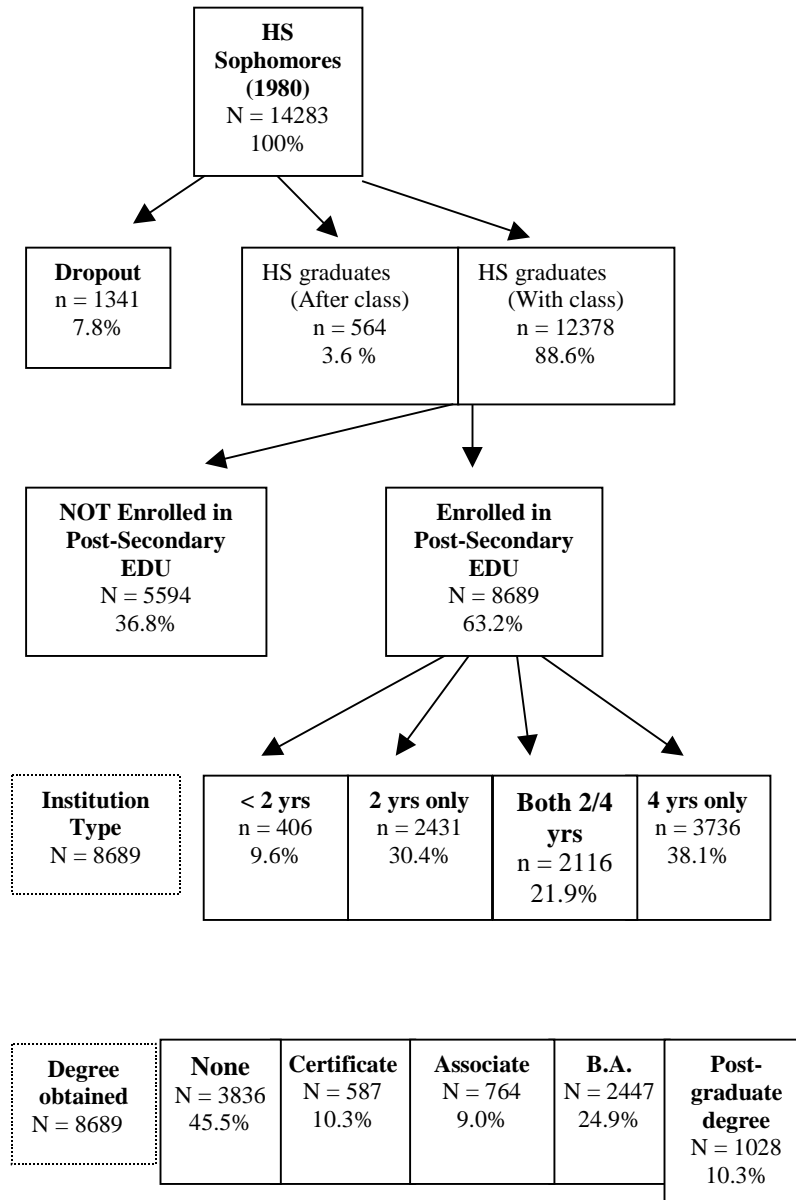 HS
Sophomores
(1980)
N = 14283
100%
Dropout
n = 1341
7.8%
HS graduates
(After class)
n = 564
3.6 %
HS graduates
(With class)
n = 12378
88.6%
NOT Enrolled in
Post-Secondary
EDU
N = 5594
36.8%
Enrolled in
Post-Secondary
EDU
N = 8689
63.2%
Institution
Type
N = 8689
< 2 yrs
n = 406
9.6%
2 yrs only
n = 2431
30.4%
Both 2/4
yrs
n = 2116
21.9%
4 yrs only
n = 3736
38.1%
Degree
obtained
N = 8689
None
N = 3836
45.5%
Certificate
N = 587
10.3%
Associate
N = 764
9.0%
B.A.
N = 2447
24.9%
Post-
graduate
degree
N = 1028
10.3%